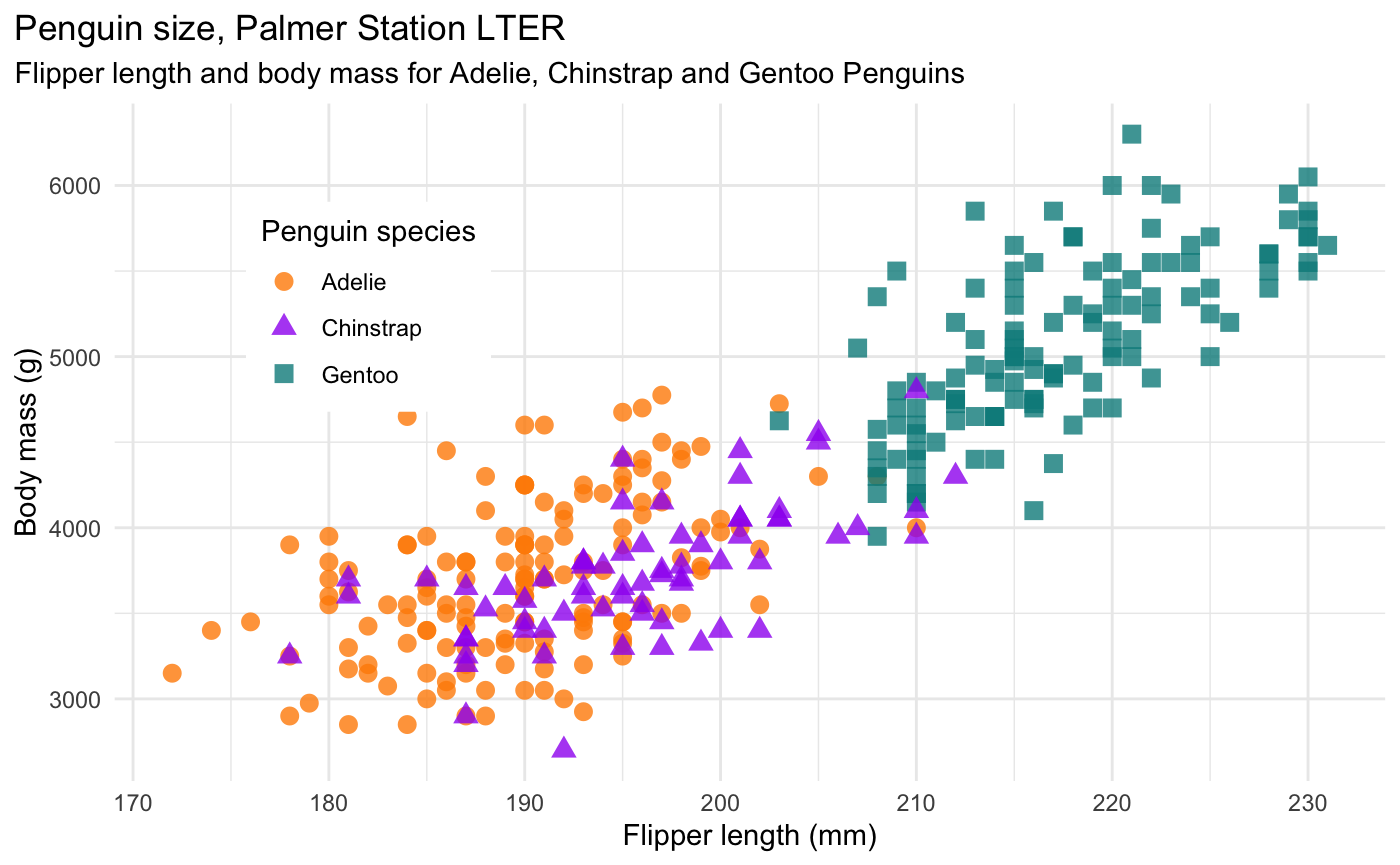 Penguin size, Palmer Station LTER
Flipper length and body mass for Adelie, Chinstrap and Gentoo Penguins
Body mass (g)
6000
5000
4000
3000
Penguin species
Adelie
Chinstrap
Gentoo
170 180 190 200 210 220 230
Flipper length (mm)